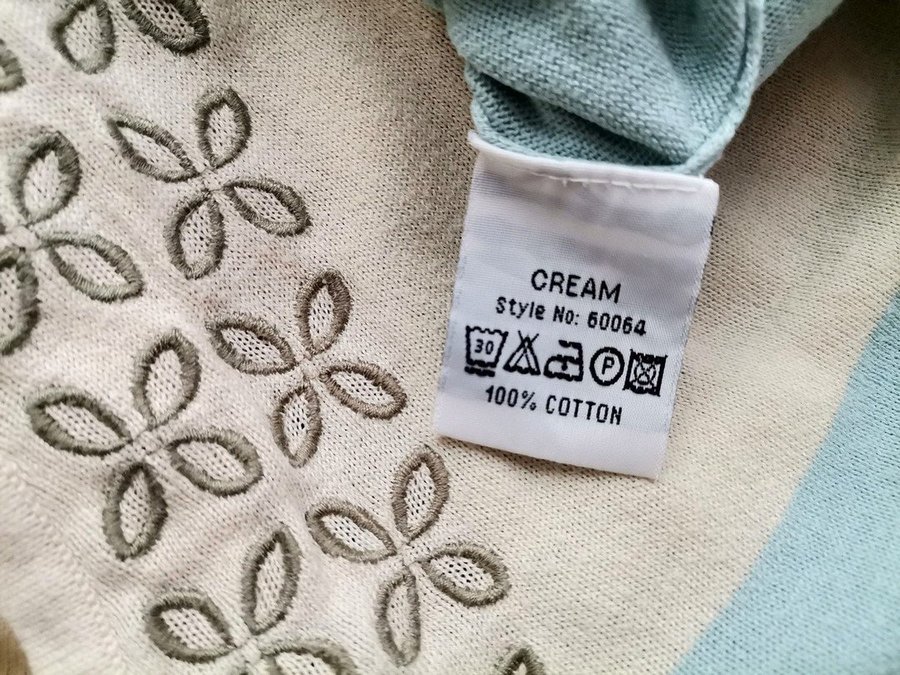 CREAM
Style No: 60064
30 P
100% COTTON